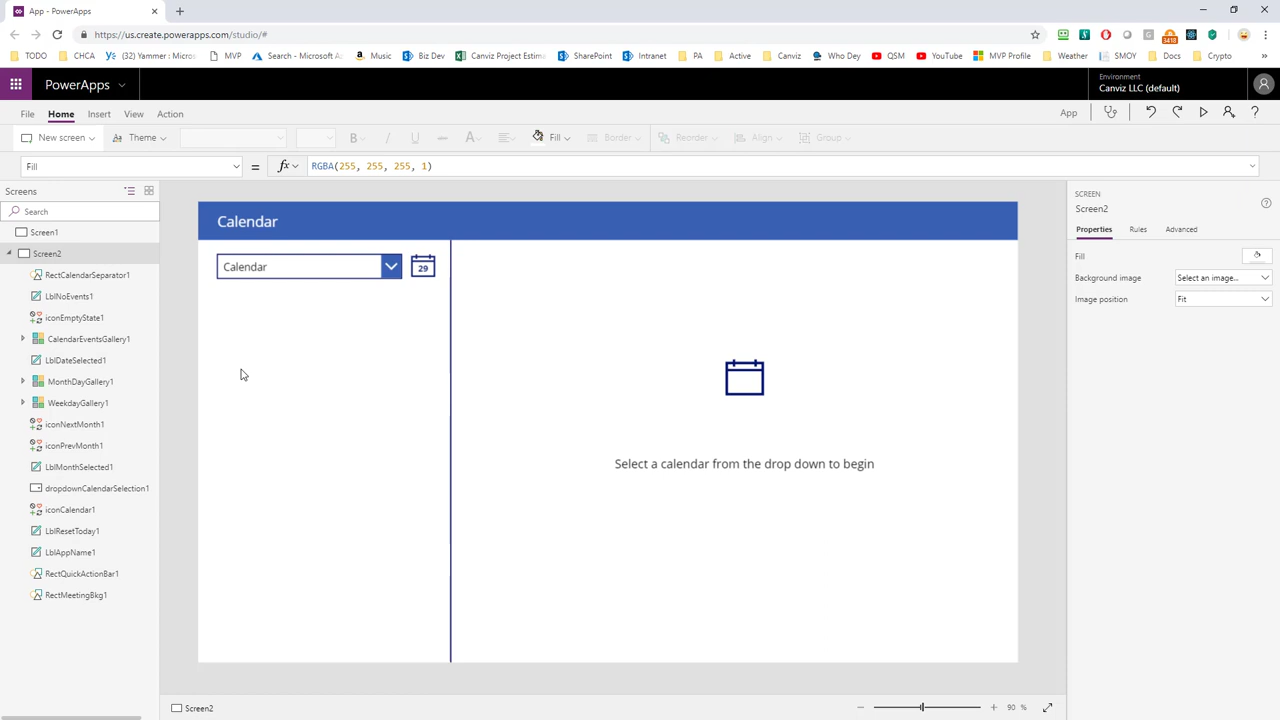 App - PowerApps
https://us.create.powerapps.com/studio/#
TODO CHCA (32) Yammer : Micros MVP Search - Microsoft A Music Biz Dev Canviz Project Estima SharePoint Intranet PA Active Canviz Who Dey QSM YouTube MVP Profile Weather SMOY Docs Crypto
PowerApps
Environment
Canviz LLC (default)
File Home Insert View Action App
New screen Theme B I U abc A Fill Border Reorder Align Group
Fill = fx RGBA(255, 255, 255, 1)
Screens
Search
Screen1
Screen2
RectCalendarSeparator1
LblNoEvents1
iconEmptyState1
CalendarEventsGallery1
LblDateSelected1
MonthDayGallery1
WeekdayGallery1
iconNextMonth1
iconPrevMonth1
LblMonthSelected1
dropdownCalendarSelection1
iconCalendar1
LblResetToday1
LblAppName1
RectQuickActionBar1
RectMeetingBkg1
Calendar
Calendar 29
Select a calendar from the drop down to begin
SCREEN
Screen2
Properties Rules Advanced
Fill
Background image Select an image...
Image position Fit
Screen2 90 %